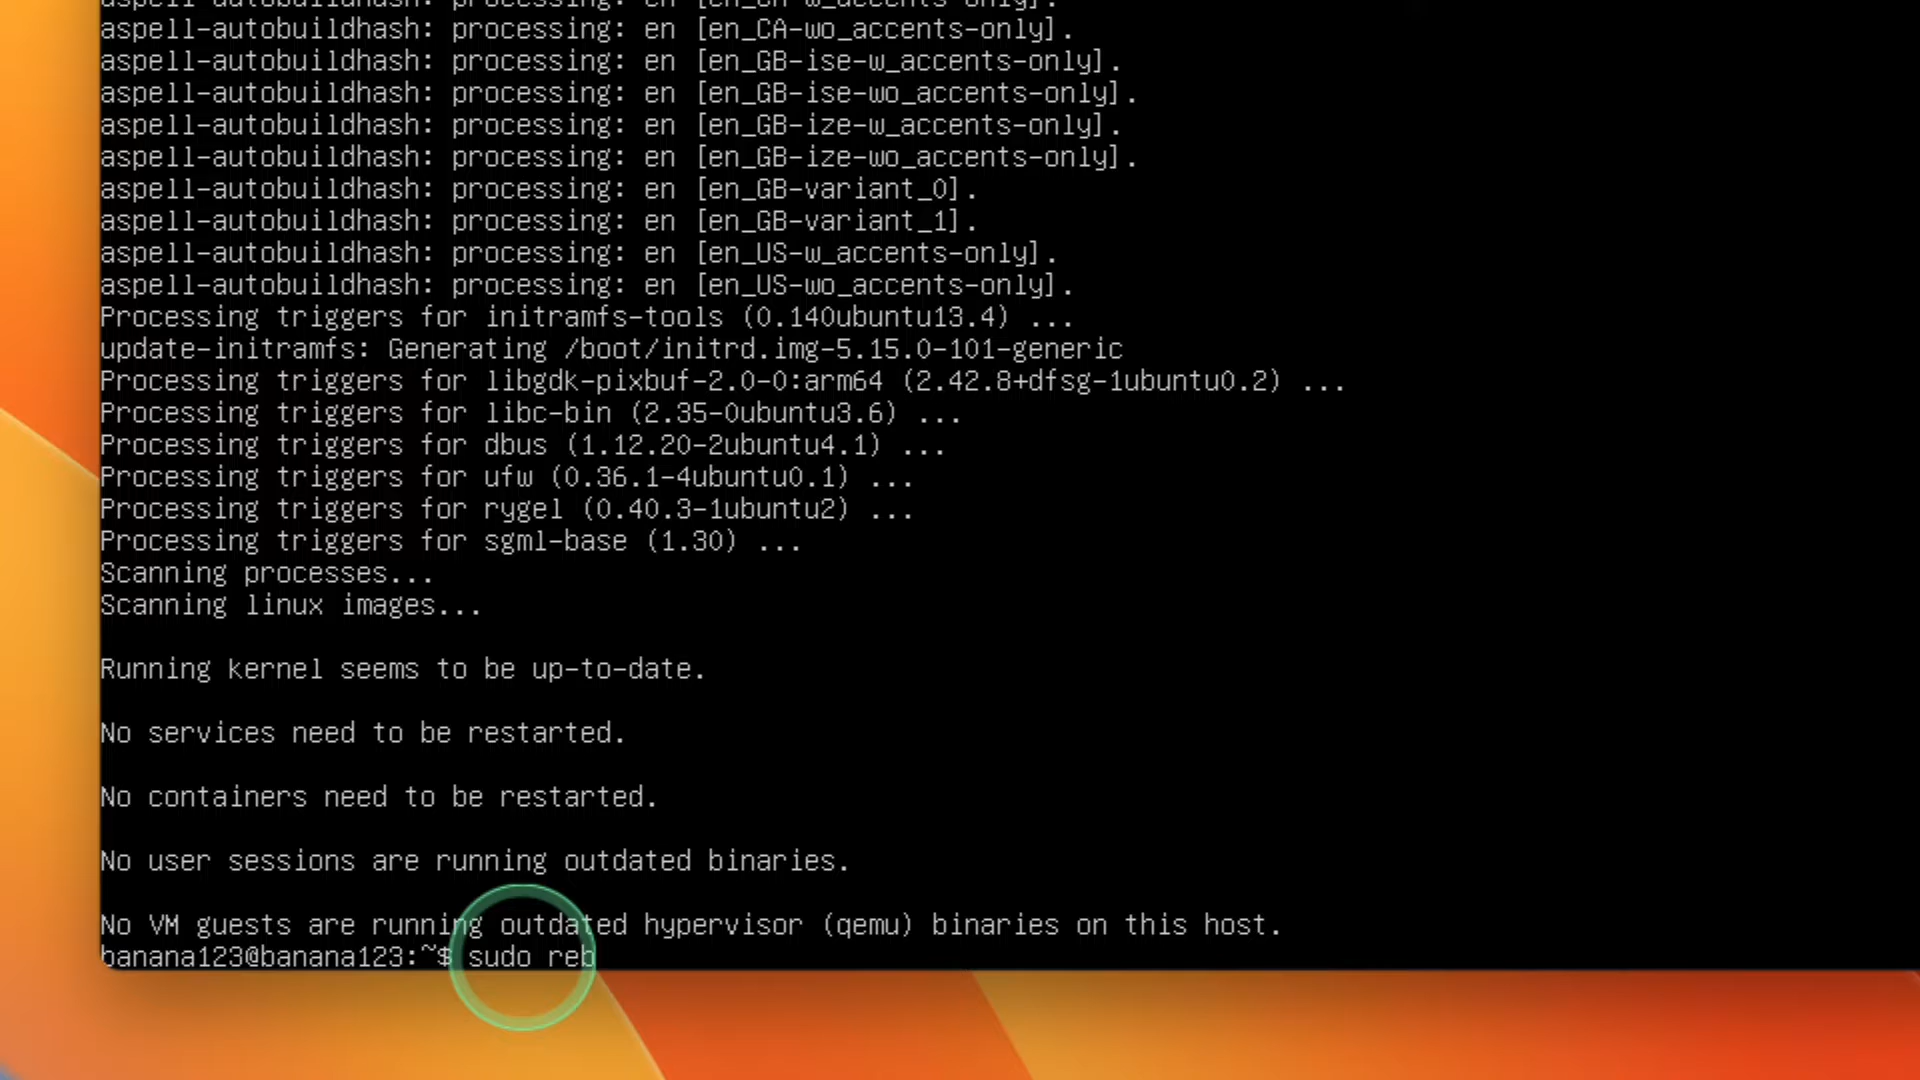 aspell-autobuildhash: processing: en [en_CA-w_accents-only].
aspell-autobuildhash: processing: en [en_CA-wo_accents-only].
aspell-autobuildhash: processing: en [en_GB-ise-w_accents-only].
aspell-autobuildhash: processing: en [en_GB-ise-wo_accents-only].
aspell-autobuildhash: processing: en [en_GB-ize-w_accents-only].
aspell-autobuildhash: processing: en [en_GB-ize-wo_accents-only].
aspell-autobuildhash: processing: en [en_GB-variant_0].
aspell-autobuildhash: processing: en [en_GB-variant_1].
aspell-autobuildhash: processing: en [en_US-w_accents-only].
aspell-autobuildhash: processing: en [en_US-wo_accents-only].
Processing triggers for initramfs-tools (0.140ubuntu13.4) ...
update-initramfs: Generating /boot/initrd.img-5.15.0-101-generic
Processing triggers for libgdk-pixbuf-2.0-0:arm64 (2.42.8+dfsg-1ubuntu0.2) ...
Processing triggers for libc-bin (2.35-0ubuntu3.6) ...
Processing triggers for dbus (1.12.20-2ubuntu4.1) ...
Processing triggers for ufw (0.36.1-4ubuntu0.1) ...
Processing triggers for rygel (0.40.3-1ubuntu2) ...
Processing triggers for sgml-base (1.30) ...
Scanning processes...
Scanning linux images...
Running kernel seems to be up-to-date.
No services need to be restarted.
No containers need to be restarted.
No user sessions are running outdated binaries.
No VM guests are running outdated hypervisor (qemu) binaries on this host.
banana123@banana123:~$ sudo reb